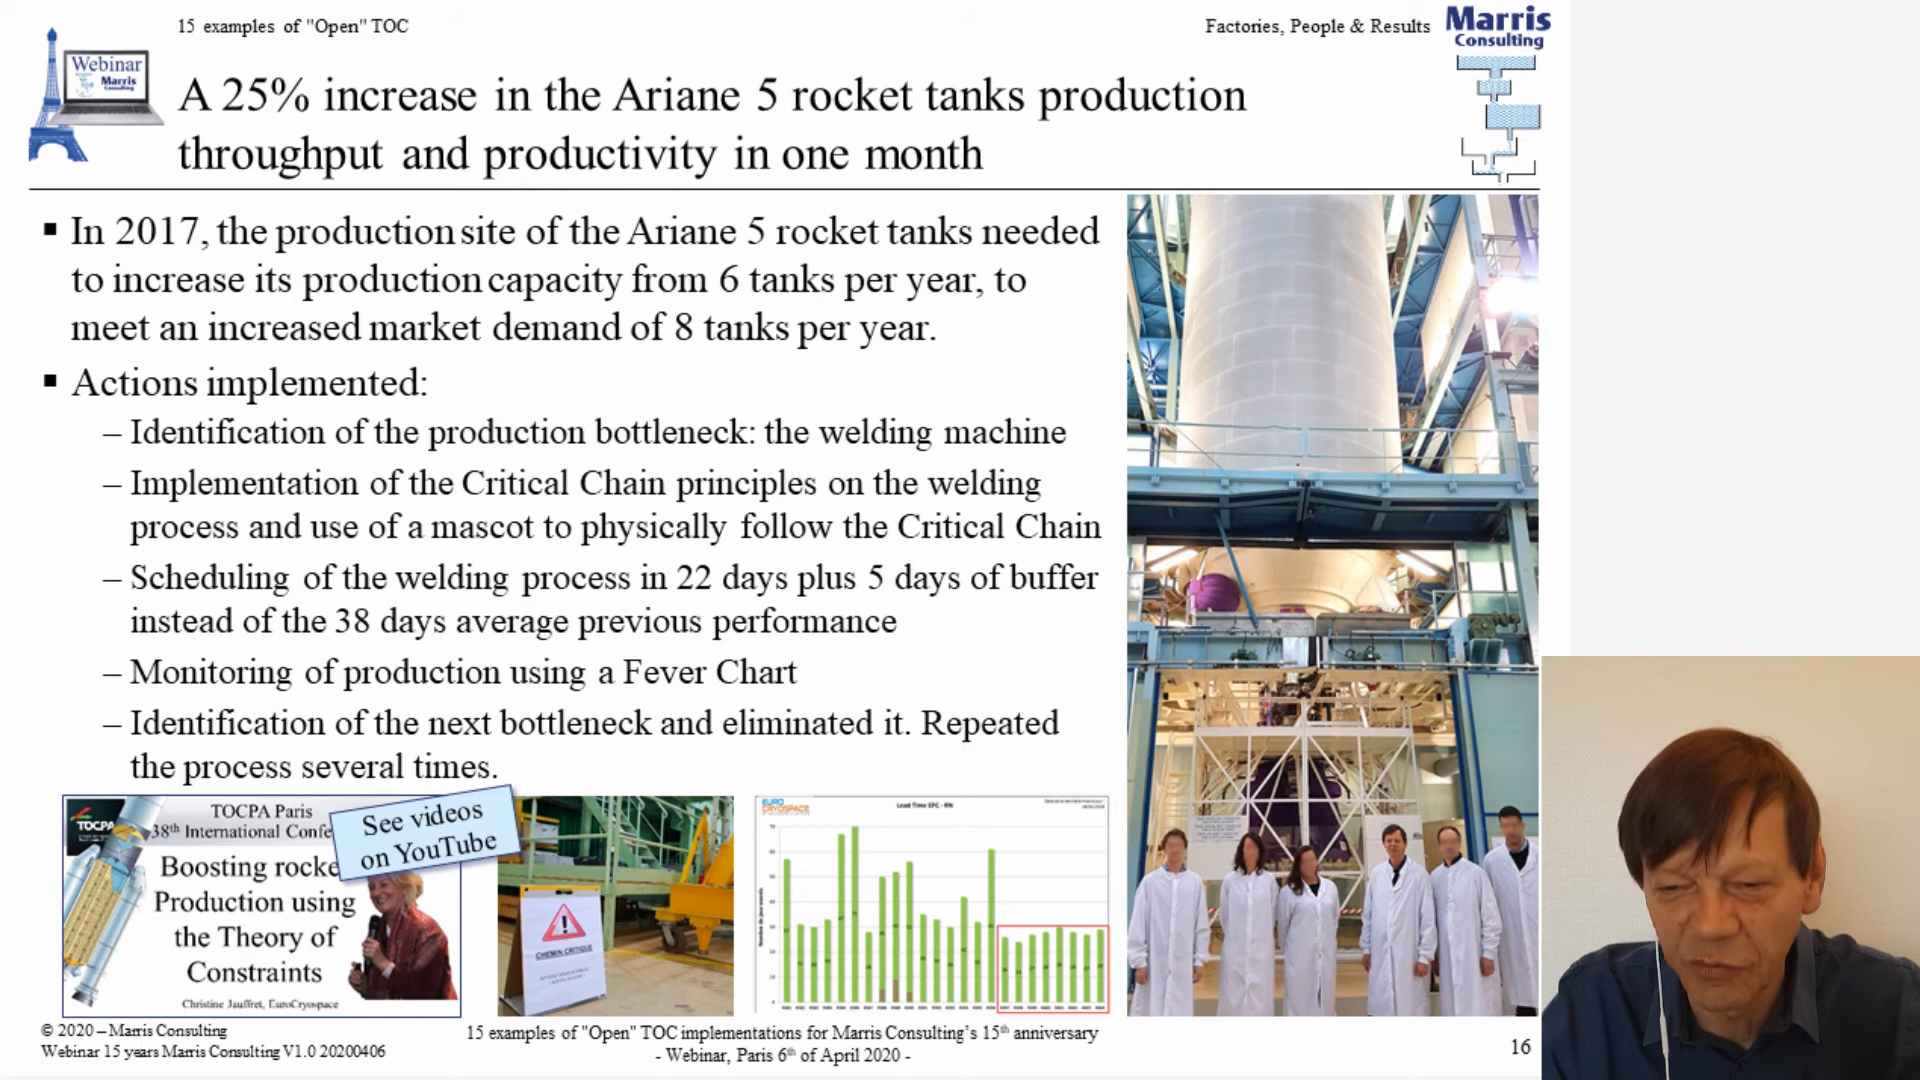 15 examples of "Open" TOC
Factories, People & Results
Marris
Consulting
Webinar
Marris
Consulting
A 25% increase in the Ariane 5 rocket tanks production
throughput and productivity in one month
▪ In 2017, the production site of the Ariane 5 rocket tanks needed
to increase its production capacity from 6 tanks per year, to
meet an increased market demand of 8 tanks per year.
▪ Actions implemented:
– Identification of the production bottleneck: the welding machine
– Implementation of the Critical Chain principles on the welding
process and use of a mascot to physically follow the Critical Chain
– Scheduling of the welding process in 22 days plus 5 days of buffer
instead of the 38 days average previous performance
– Monitoring of production using a Fever Chart
– Identification of the next bottleneck and eliminated it. Repeated
the process several times.
TOCPA
TOCPA Paris
38th International Confe
See videos
on YouTube
Boosting rocke
Production using
the Theory of
Constraints
Christine Jauffret, EuroCryospace
CHEMIN CRITIQUE
EURO
CRYOSPACE
Lead Time EPC - RN
© 2020 – Marris Consulting
Webinar 15 years Marris Consulting V1.0 20200406
15 examples of "Open" TOC implementations for Marris Consulting's 15th anniversary
- Webinar, Paris 6th of April 2020 -
16